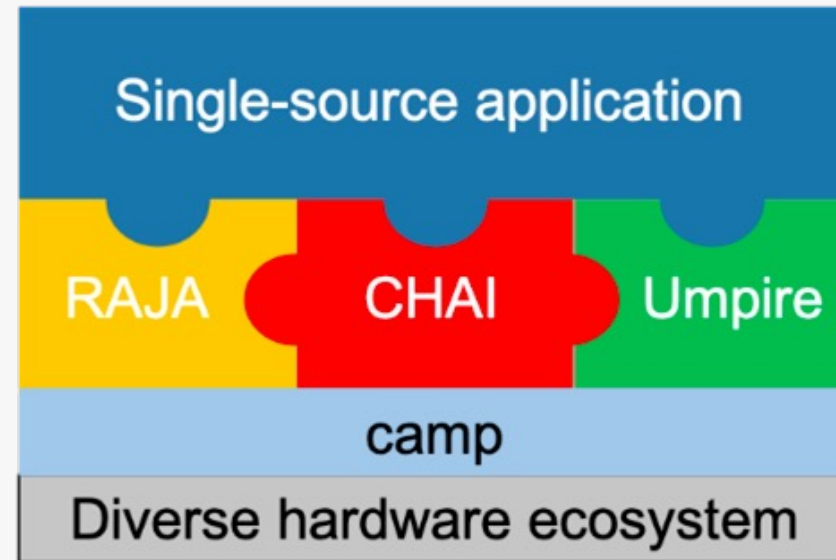 Single-source application
RAJA CHAI Umpire
camp
Diverse hardware ecosystem